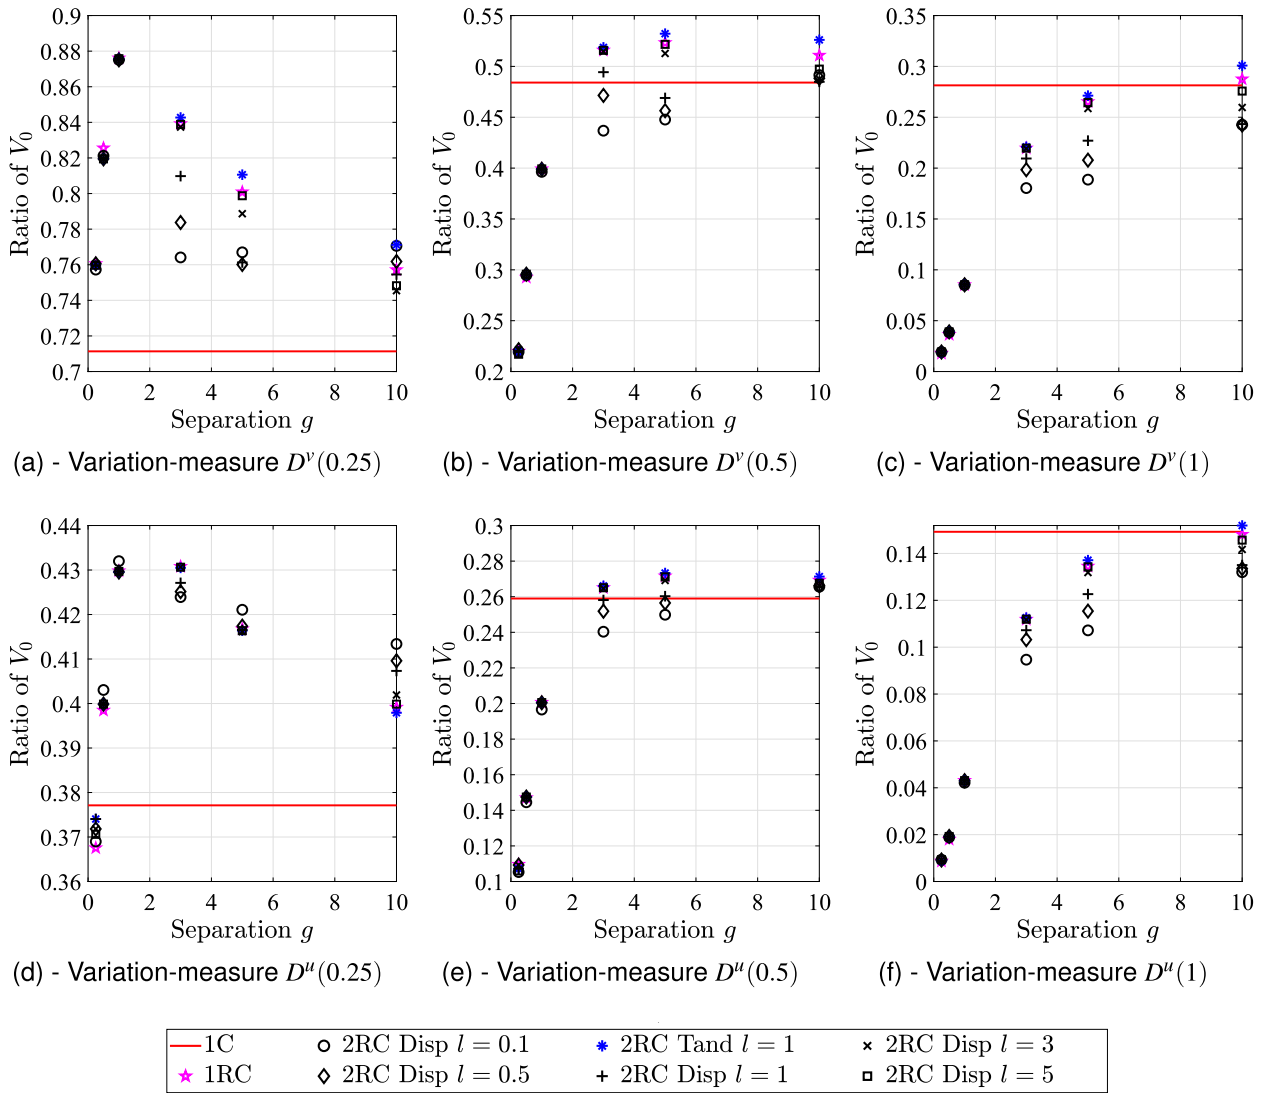 0.9 0.88 0.86 0.84 0.82 0.8 0.78 0.76 0.74 0.72 0.7
Ratio of V₀
0 2 4 6 8 10
Separation g
(a) - Variation-measure Dᵛ(0.25)
0.55 0.5 0.45 0.4 0.35 0.3 0.25 0.2
Ratio of V₀
0 2 4 6 8 10
Separation g
(b) - Variation-measure Dᵛ(0.5)
0.35 0.3 0.25 0.2 0.15 0.1 0.05 0
Ratio of V₀
0 2 4 6 8 10
Separation g
(c) - Variation-measure Dᵛ(1)
0.44 0.43 0.42 0.41 0.4 0.39 0.38 0.37 0.36
Ratio of V₀
0 2 4 6 8 10
Separation g
(d) - Variation-measure Dᵘ(0.25)
0.3 0.28 0.26 0.24 0.22 0.2 0.18 0.16 0.14 0.12 0.1
Ratio of V₀
0 2 4 6 8 10
Separation g
(e) - Variation-measure Dᵘ(0.5)
0.14 0.12 0.1 0.08 0.06 0.04 0.02 0
Ratio of V₀
0 2 4 6 8 10
Separation g
(f) - Variation-measure Dᵘ(1)
1C 2RC Disp l = 0.1 2RC Tand l = 1 2RC Disp l = 3
1RC 2RC Disp l = 0.5 2RC Disp l = 1 2RC Disp l = 5